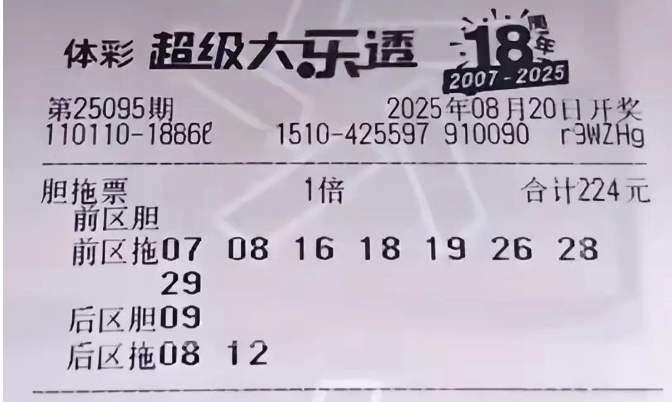 体彩 超级大乐透 18周年
2007-2025
第25095期 2025年08月20日开奖
110110-1886ℓ 1510-425597 910090 r9WZHg
胆拖票 1倍 合计224元
前区胆
前区拖07 08 16 18 19 26 28
29
后区胆09
后区拖08 12